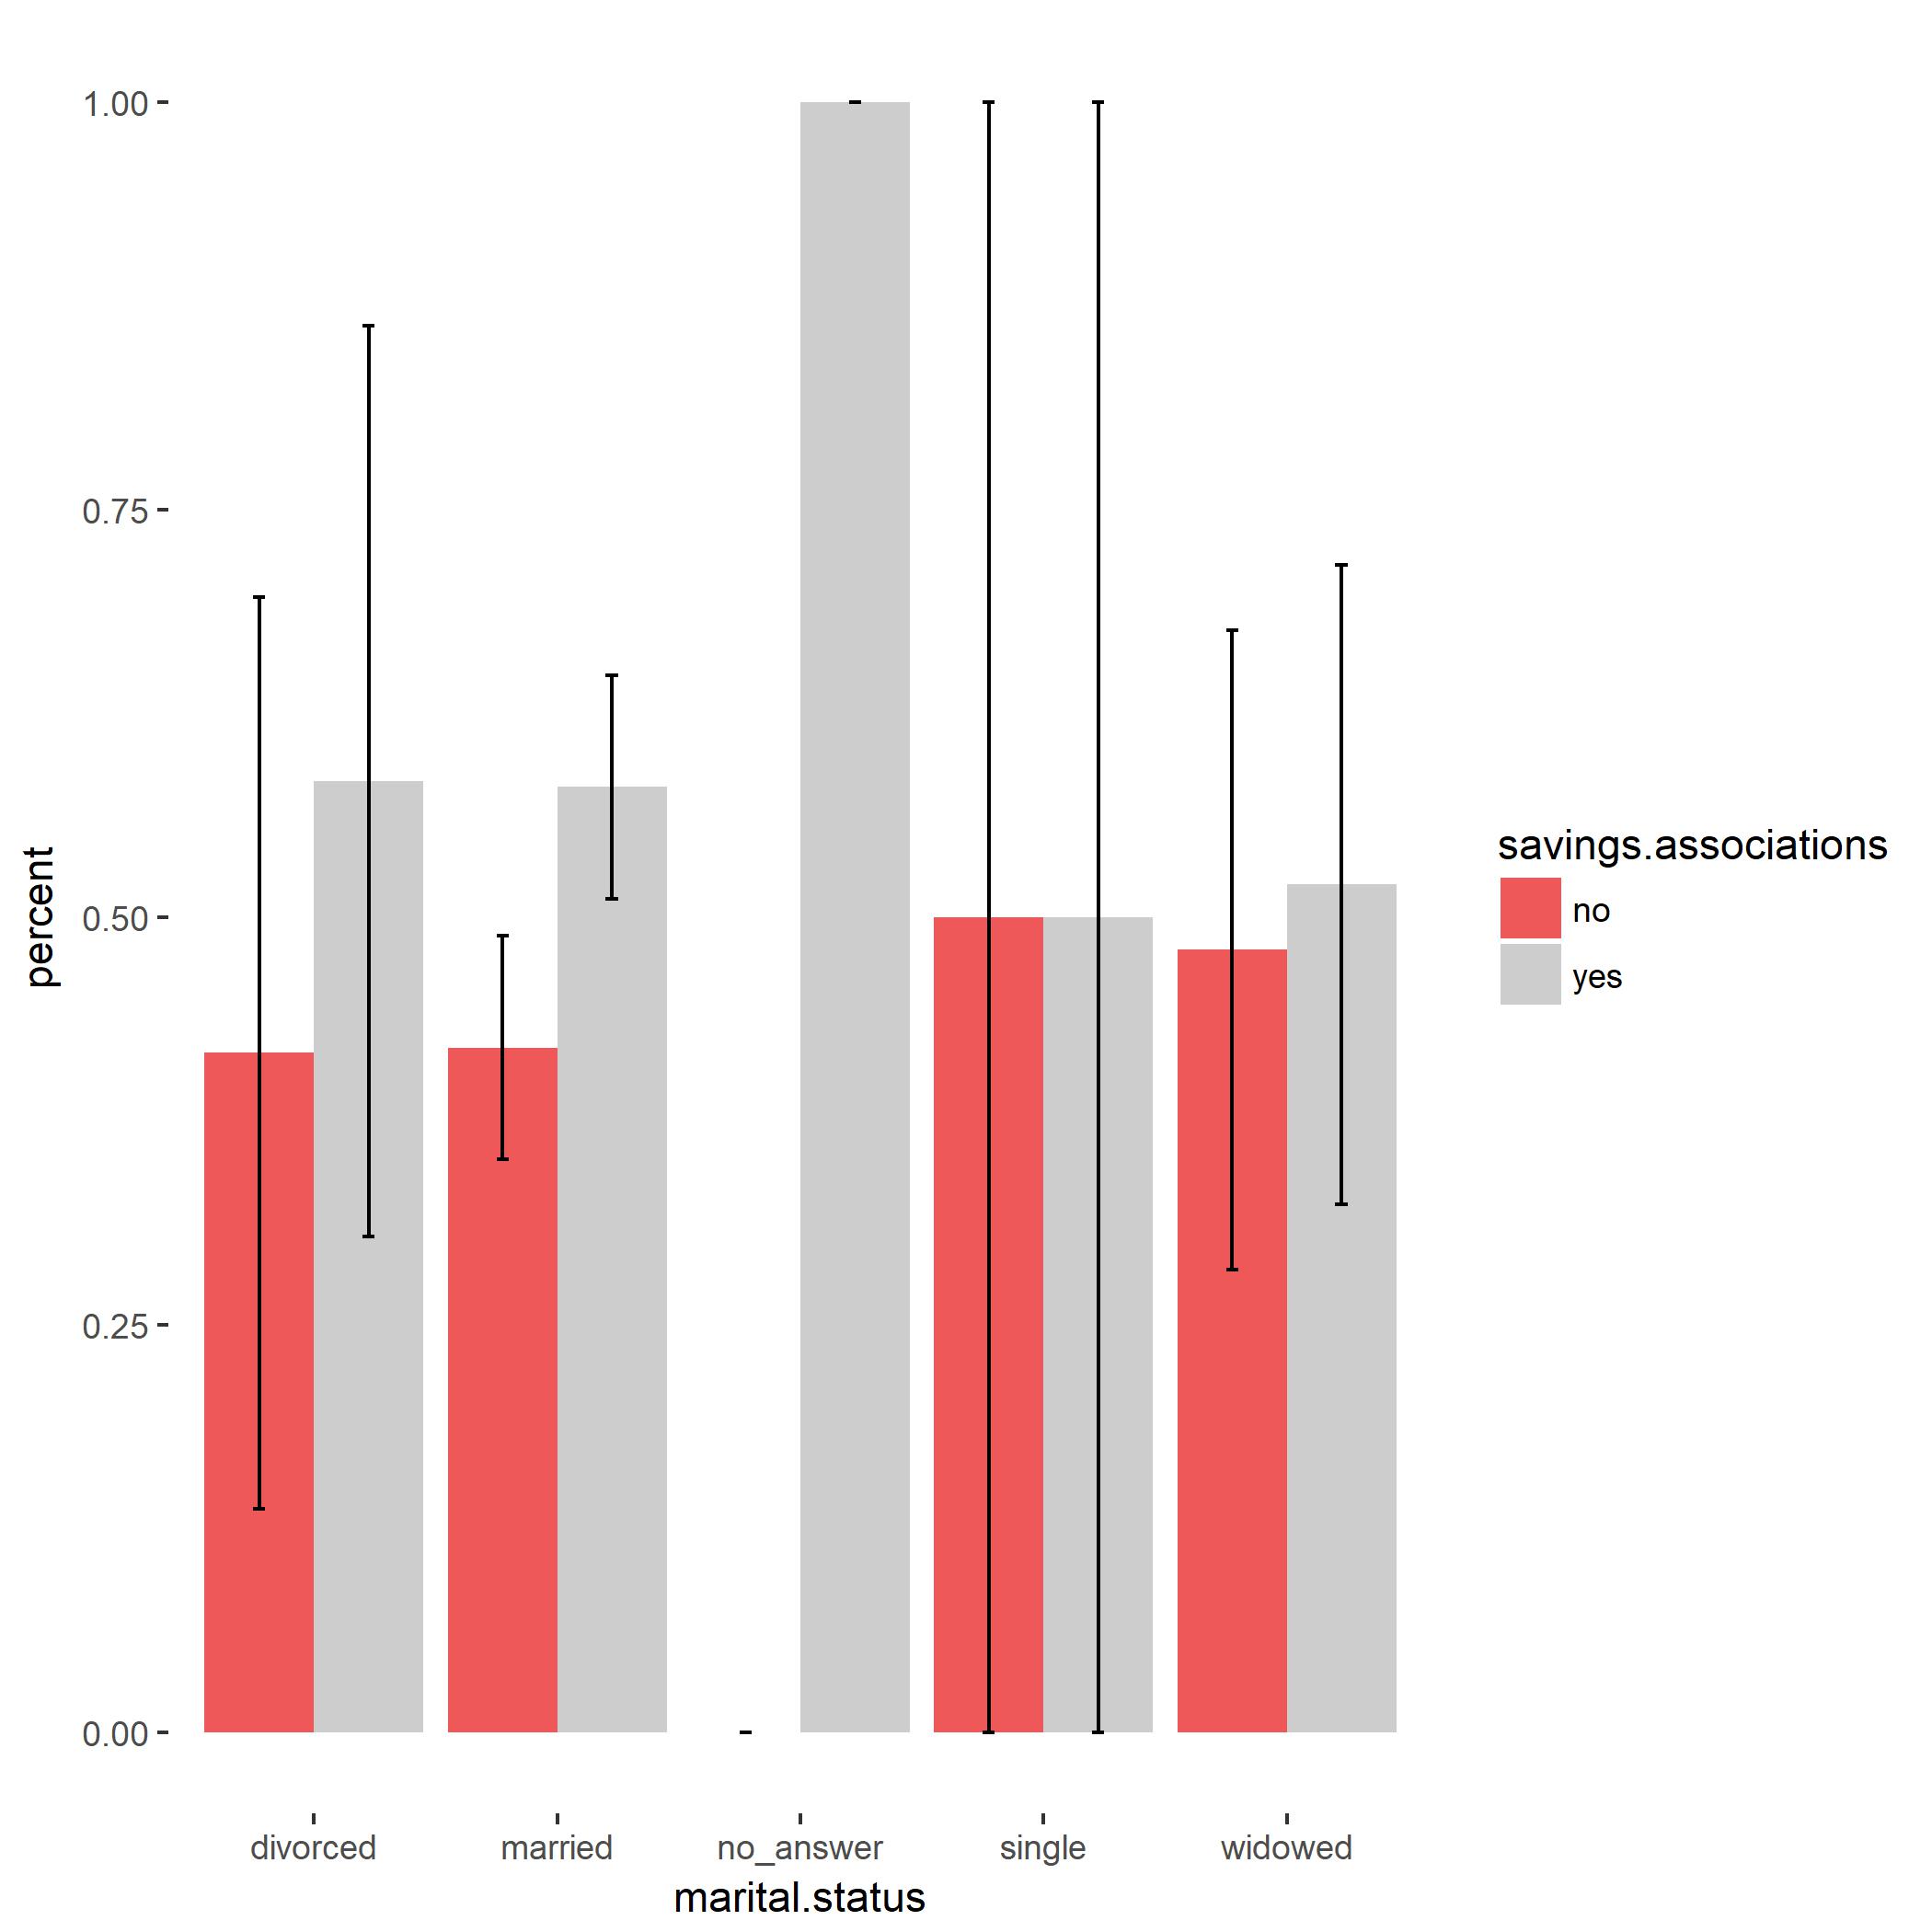 percent
1.00
0.75
0.50
0.25
0.00
divorced married no_answer single widowed
marital.status
savings.associations
no
yes